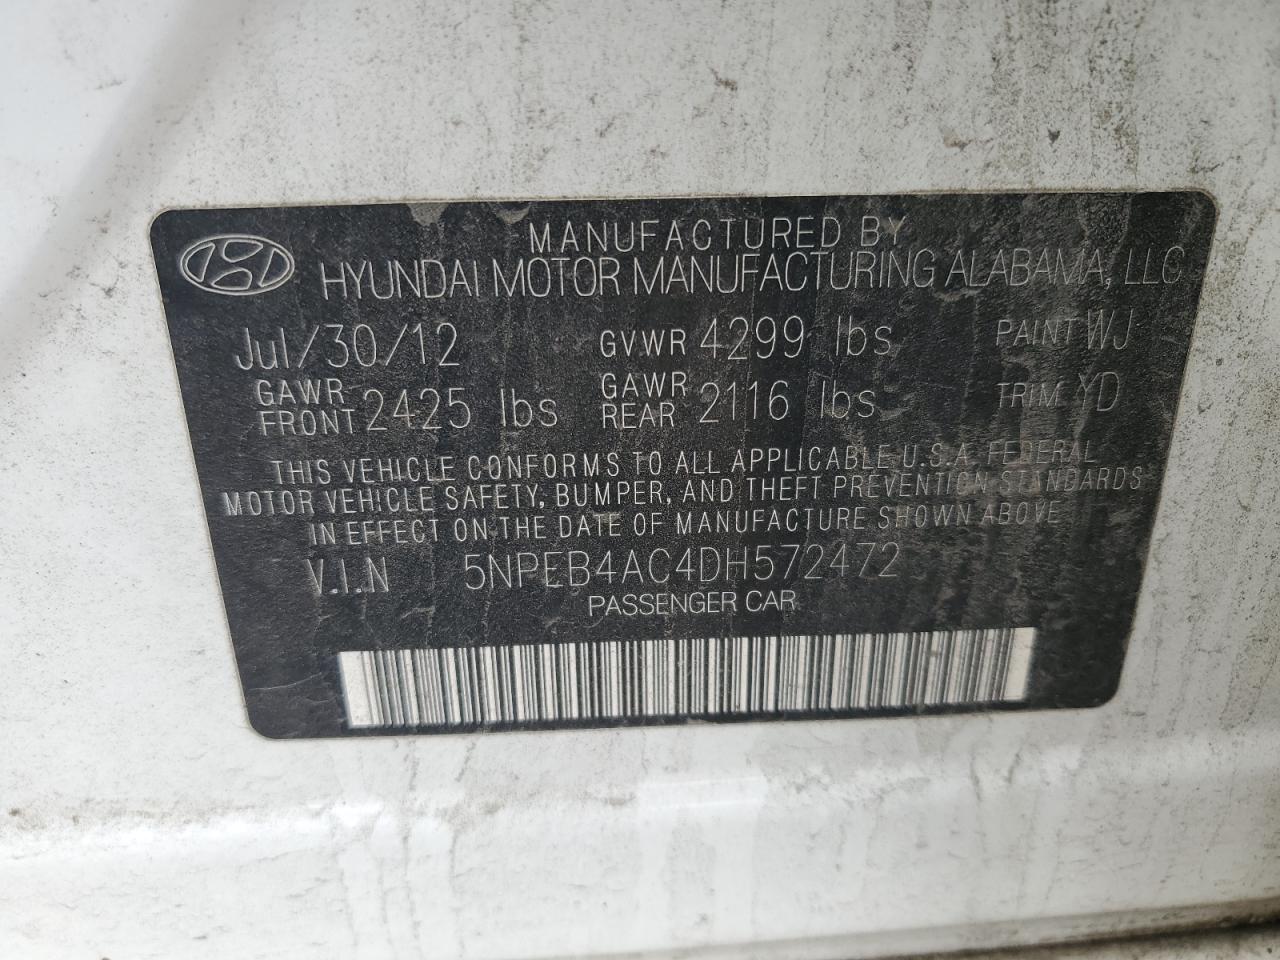 MANUFACTURED BY
HYUNDAI MOTOR MANUFACTURING ALABAMA, LLC
Jul/30/12 GVWR 4299 lbs PAINT WJ
GAWR FRONT 2425 lbs GAWR REAR 2116 lbs TRIM YD
THIS VEHICLE CONFORMS TO ALL APPLICABLE U.S.A. FEDERAL
MOTOR VEHICLE SAFETY, BUMPER, AND THEFT PREVENTION STANDARDS
IN EFFECT ON THE DATE OF MANUFACTURE SHOWN ABOVE
V.I.N 5NPEB4AC4DH572472
PASSENGER CAR